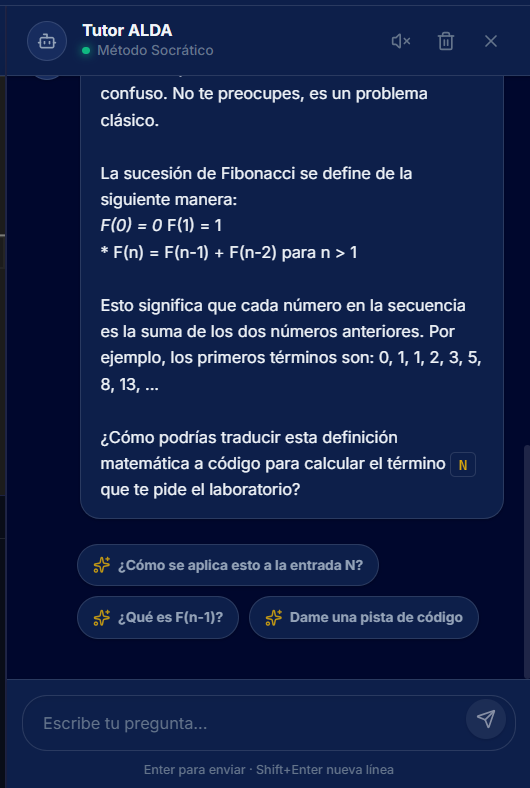 Tutor ALDA
Método Socrático
confuso. No te preocupes, es un problema
clásico.
La sucesión de Fibonacci se define de la
siguiente manera:
F(0) = 0 F(1) = 1
* F(n) = F(n-1) + F(n-2) para n > 1
Esto significa que cada número en la secuencia
es la suma de los dos números anteriores. Por
ejemplo, los primeros términos son: 0, 1, 1, 2, 3, 5,
8, 13, ...
¿Cómo podrías traducir esta definición
matemática a código para calcular el término N
que te pide el laboratorio?
¿Cómo se aplica esto a la entrada N?
¿Qué es F(n-1)?
Dame una pista de código
Escribe tu pregunta...
Enter para enviar · Shift+Enter nueva línea